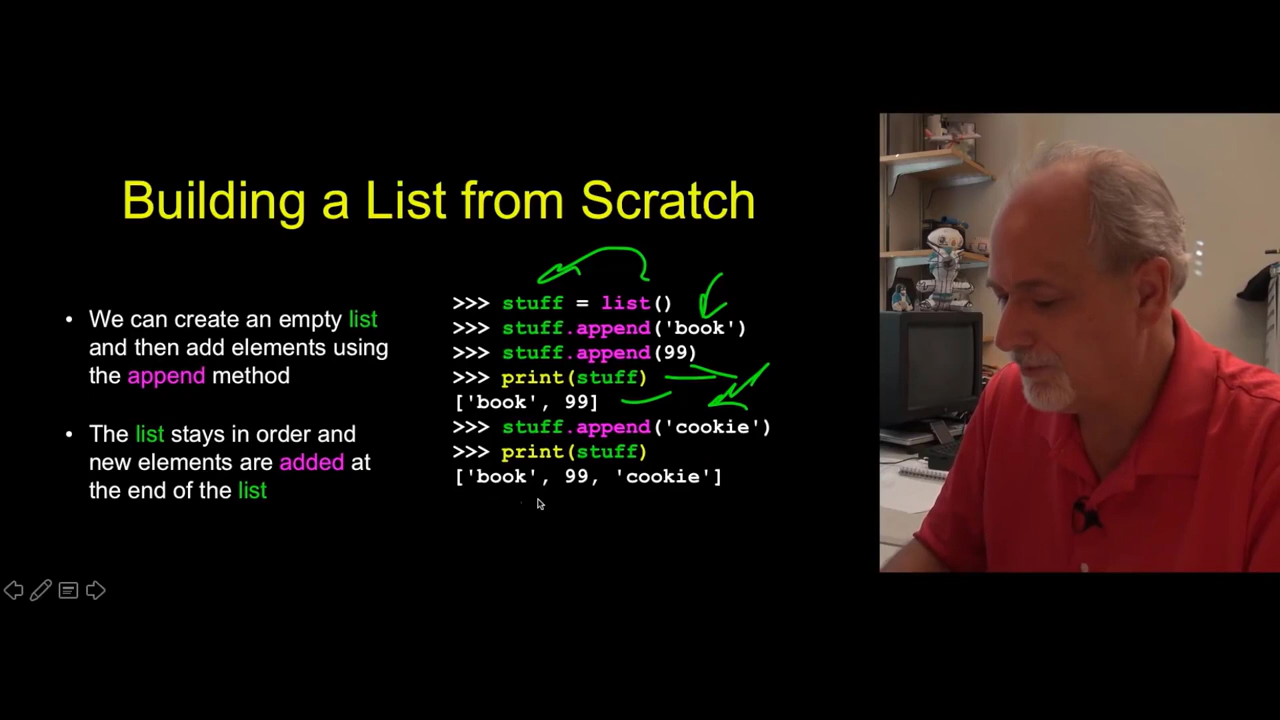 Building a List from Scratch
• We can create an empty list
and then add elements using
the append method
• The list stays in order and
new elements are added at
the end of the list
>>> stuff = list()
>>> stuff.append('book')
>>> stuff.append(99)
>>> print(stuff)
['book', 99]
>>> stuff.append('cookie')
>>> print(stuff)
['book', 99, 'cookie']